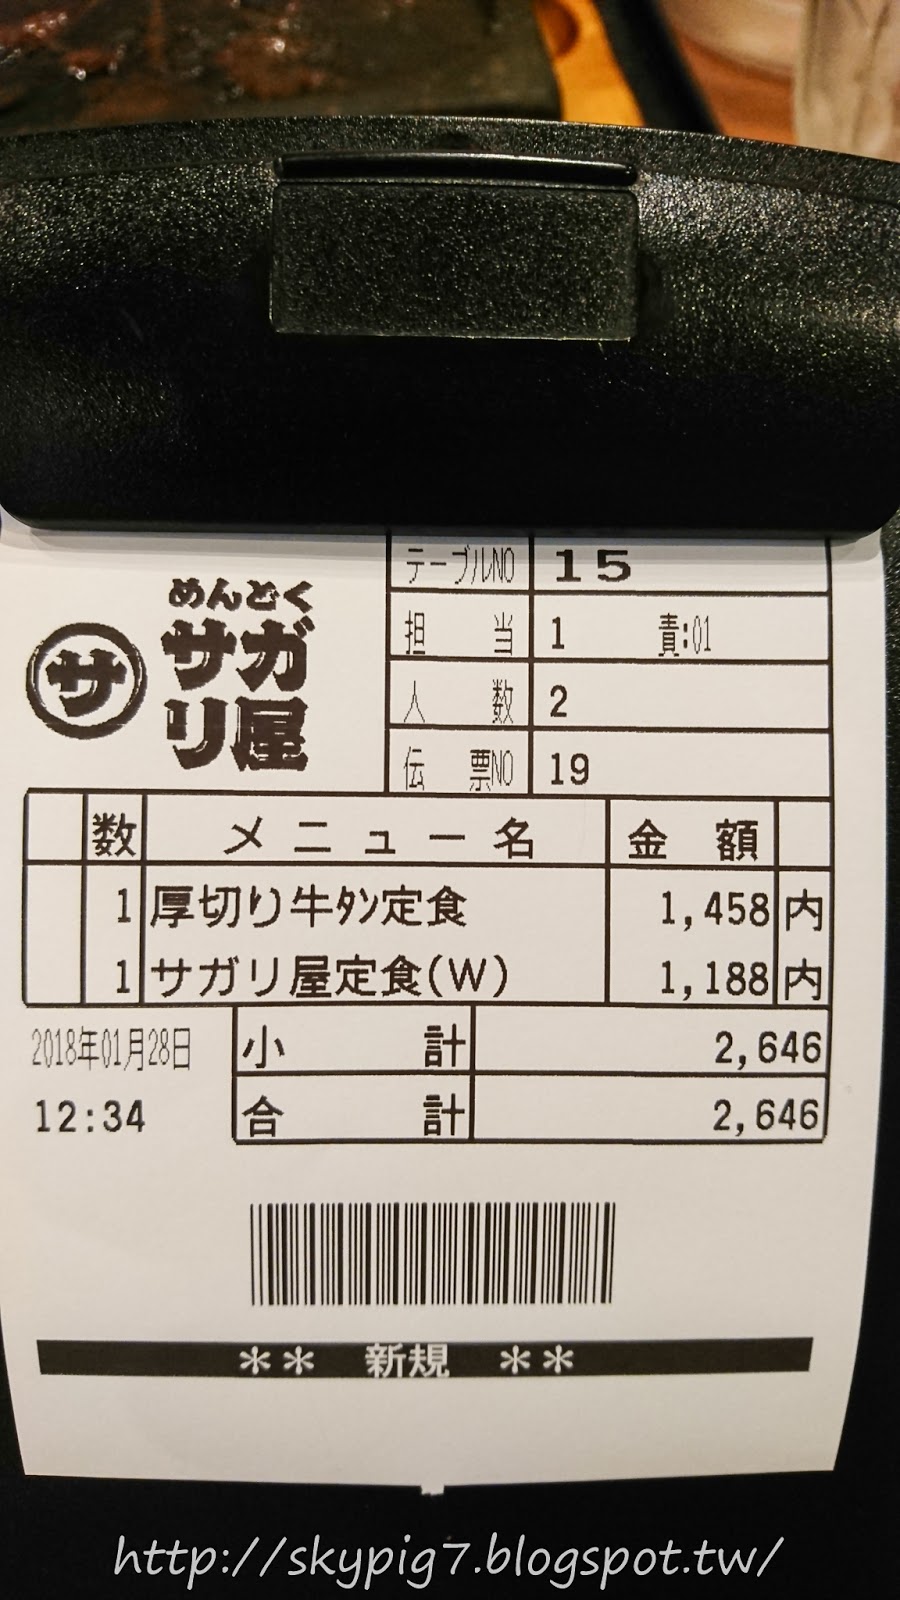 テーブルNO 15
担当 1 責:01
人数 2
伝票NO 19
サ
めんどく
サガ
リ屋
数 メニュー名 金額
1 厚切り牛タン定食 1,458 内
1 サガリ屋定食(W) 1,188 内
2018年01月28日
12:34
小計 2,646
合計 2,646
** 新規 **
http://skypig7.blogspot.tw/